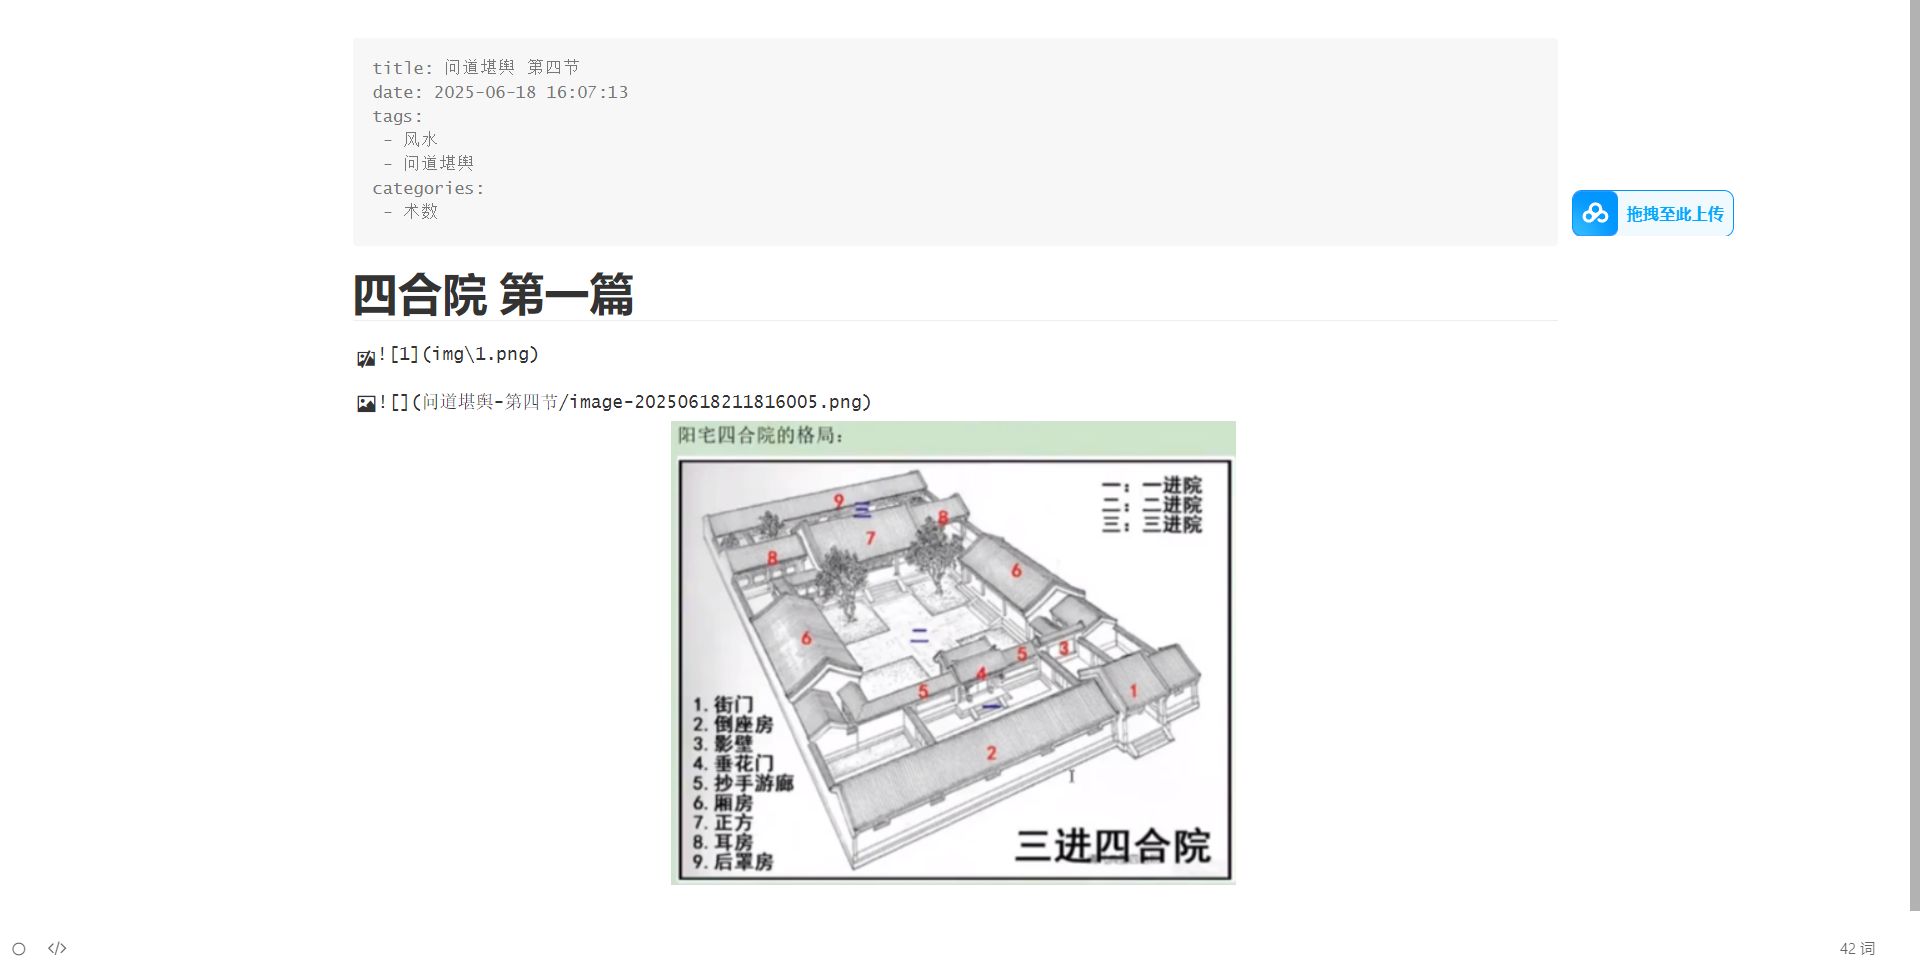 title: 问道堪舆 第四节
date: 2025-06-18 16:07:13
tags:
- 风水
- 问道堪舆
categories:
- 术数
拖拽至此上传
四合院 第一篇
![1](img\1.png)
![](问道堪舆-第四节/image-20250618211816005.png)
阳宅四合院的格局：
一：一进院
二：二进院
三：三进院
9
三
8
7
8
6
6
二
5
3
4
5
1
一
2
1.街门
2.倒座房
3.影壁
4.垂花门
5.抄手游廊
6.厢房
7.正方
8.耳房
9.后罩房
三进四合院
</> 
42 词